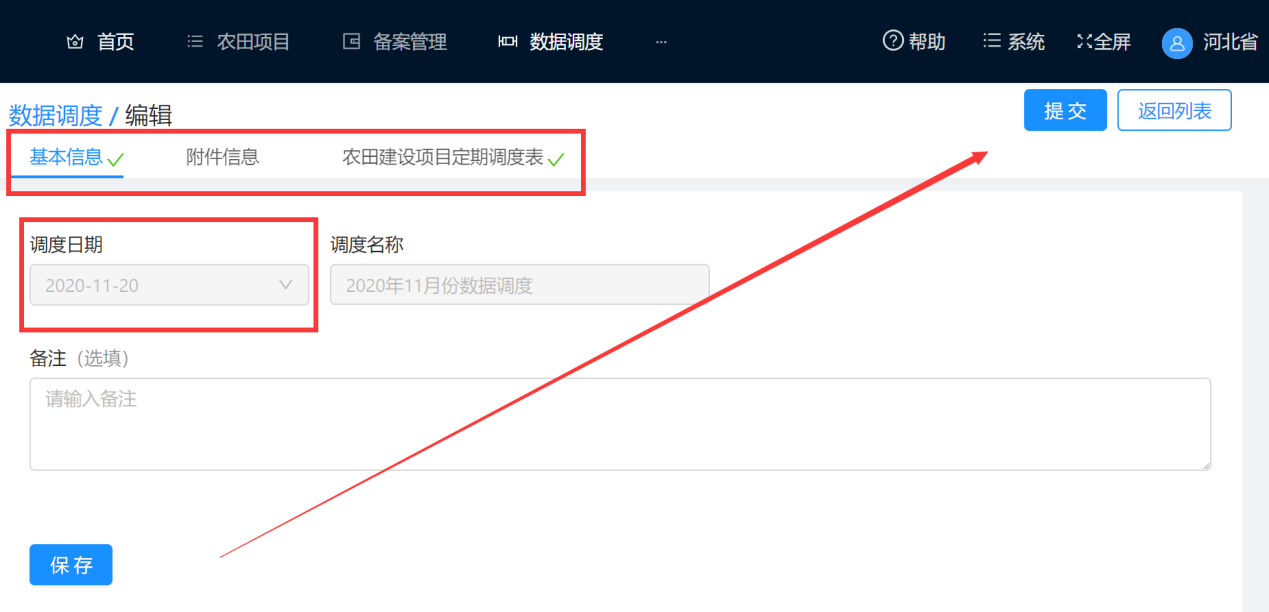 首页 农田项目 备案管理 数据调度 ... 帮助 系统 全屏 河北省
数据调度 / 编辑 提交 返回列表
基本信息 附件信息 农田建设项目定期调度表
调度日期 调度名称
2020-11-20 2020年11月份数据调度
备注（选填）
请输入备注
保存